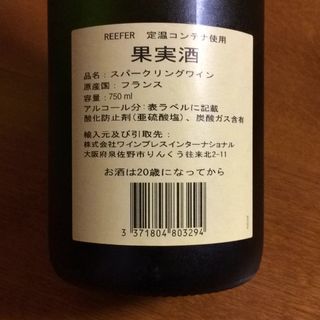 REEFER 定温コンテナ使用
果実酒
品名：スパークリングワイン
原産国：フランス
容量：750 ml
アルコール分：表ラベルに記載
酸化防止剤（亜硫酸塩）、炭酸ガス含有
輸入元及び引取先：
株式会社ワインプレスインターナショナル
大阪府泉佐野市りんくう往来北2-11
お酒は20歳になってから
3 371804 803294